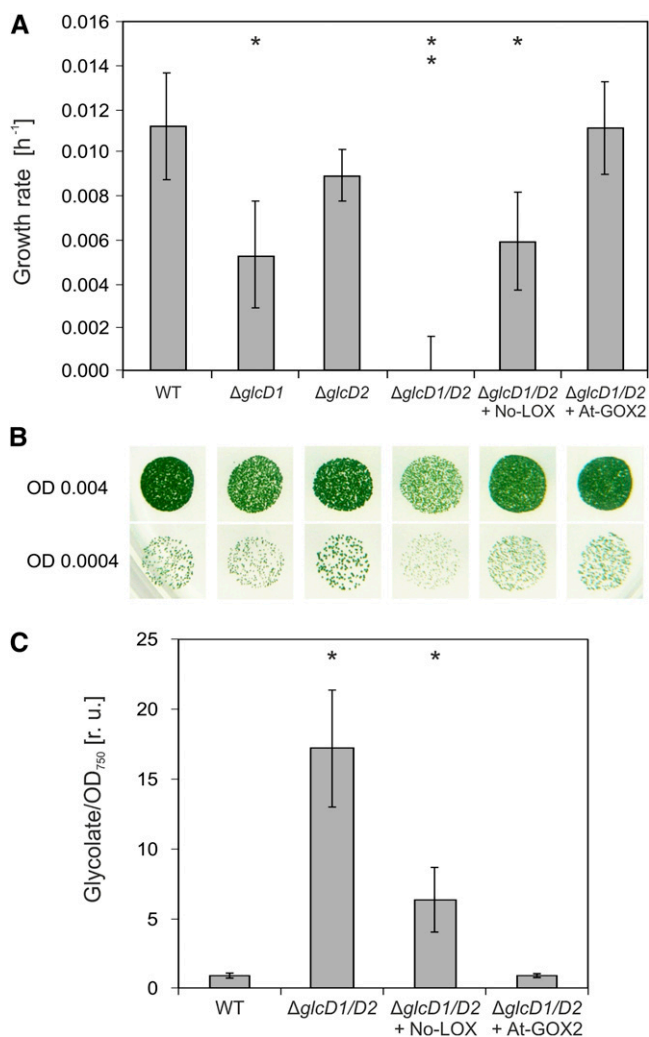 A
0.016
0.014
0.012
0.010
0.008
0.006
0.004
0.002
0.000
Growth rate [h⁻¹]
* * * *
WT ΔglcD1 ΔglcD2 ΔglcD1/D2 ΔglcD1/D2 + No-LOX ΔglcD1/D2 + At-GOX2
B
OD 0.004
OD 0.0004
C
25
20
15
10
5
0
Glycolate/OD₇₅₀ [r. u.]
* *
WT ΔglcD1/D2 ΔglcD1/D2 + No-LOX ΔglcD1/D2 + At-GOX2